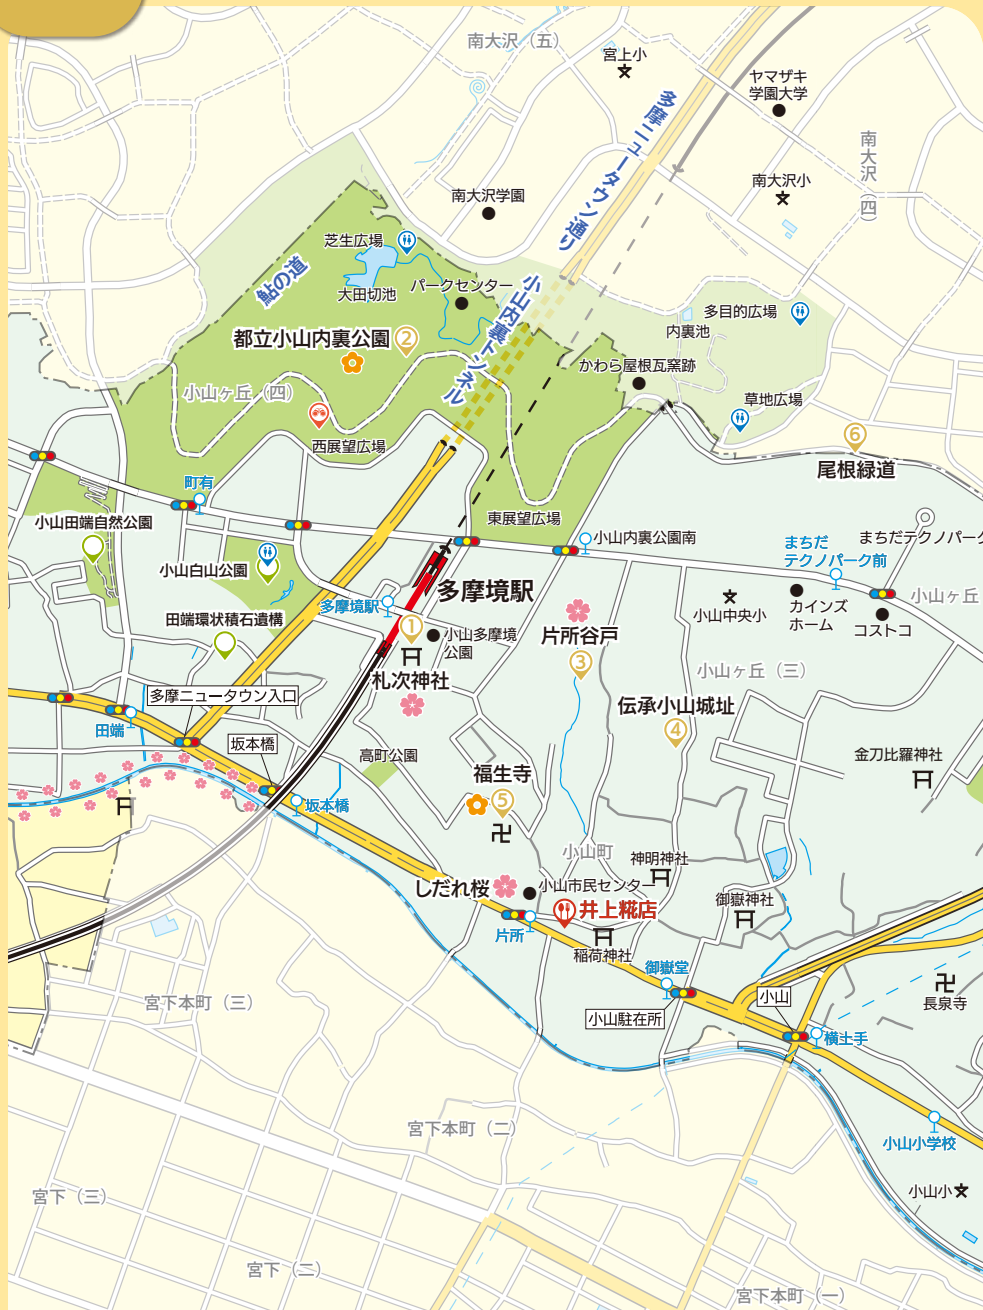 南大沢（五）
宮上小
ヤマザキ
学園大学
多摩ニュータウン通り
南大沢（四）
南大沢小
南大沢学園
芝生広場
鮎の道
大田切池
パークセンター
小山内裏トンネル
多目的広場
内裏池
都立小山内裏公園
②
かわら屋根瓦窯跡
小山ヶ丘（四）
草地広場
西展望広場
⑥
尾根緑道
町有
東展望広場
小山田端自然公園
小山内裏公園南
まちだ
テクノパーク前
まちだテクノパーク
小山白山公園
多摩境駅
多摩境駅
小山中央小
カインズ
ホーム
コストコ
小山ヶ丘
田端環状積石遺構
①
小山多摩境
公園
片所谷戸
③
札次神社
小山ヶ丘（三）
多摩ニュータウン入口
伝承小山城址
④
田端
坂本橋
高町公園
福生寺
⑤
金刀比羅神社
坂本橋
小山町
神明神社
しだれ桜
小山市民センター
御嶽神社
井上糀店
片所
稲荷神社
御嶽堂
小山
長泉寺
宮下本町（三）
小山駐在所
横土手
宮下本町（二）
小山小学校
宮下（三）
小山小
宮下（二）
宮下本町（一）